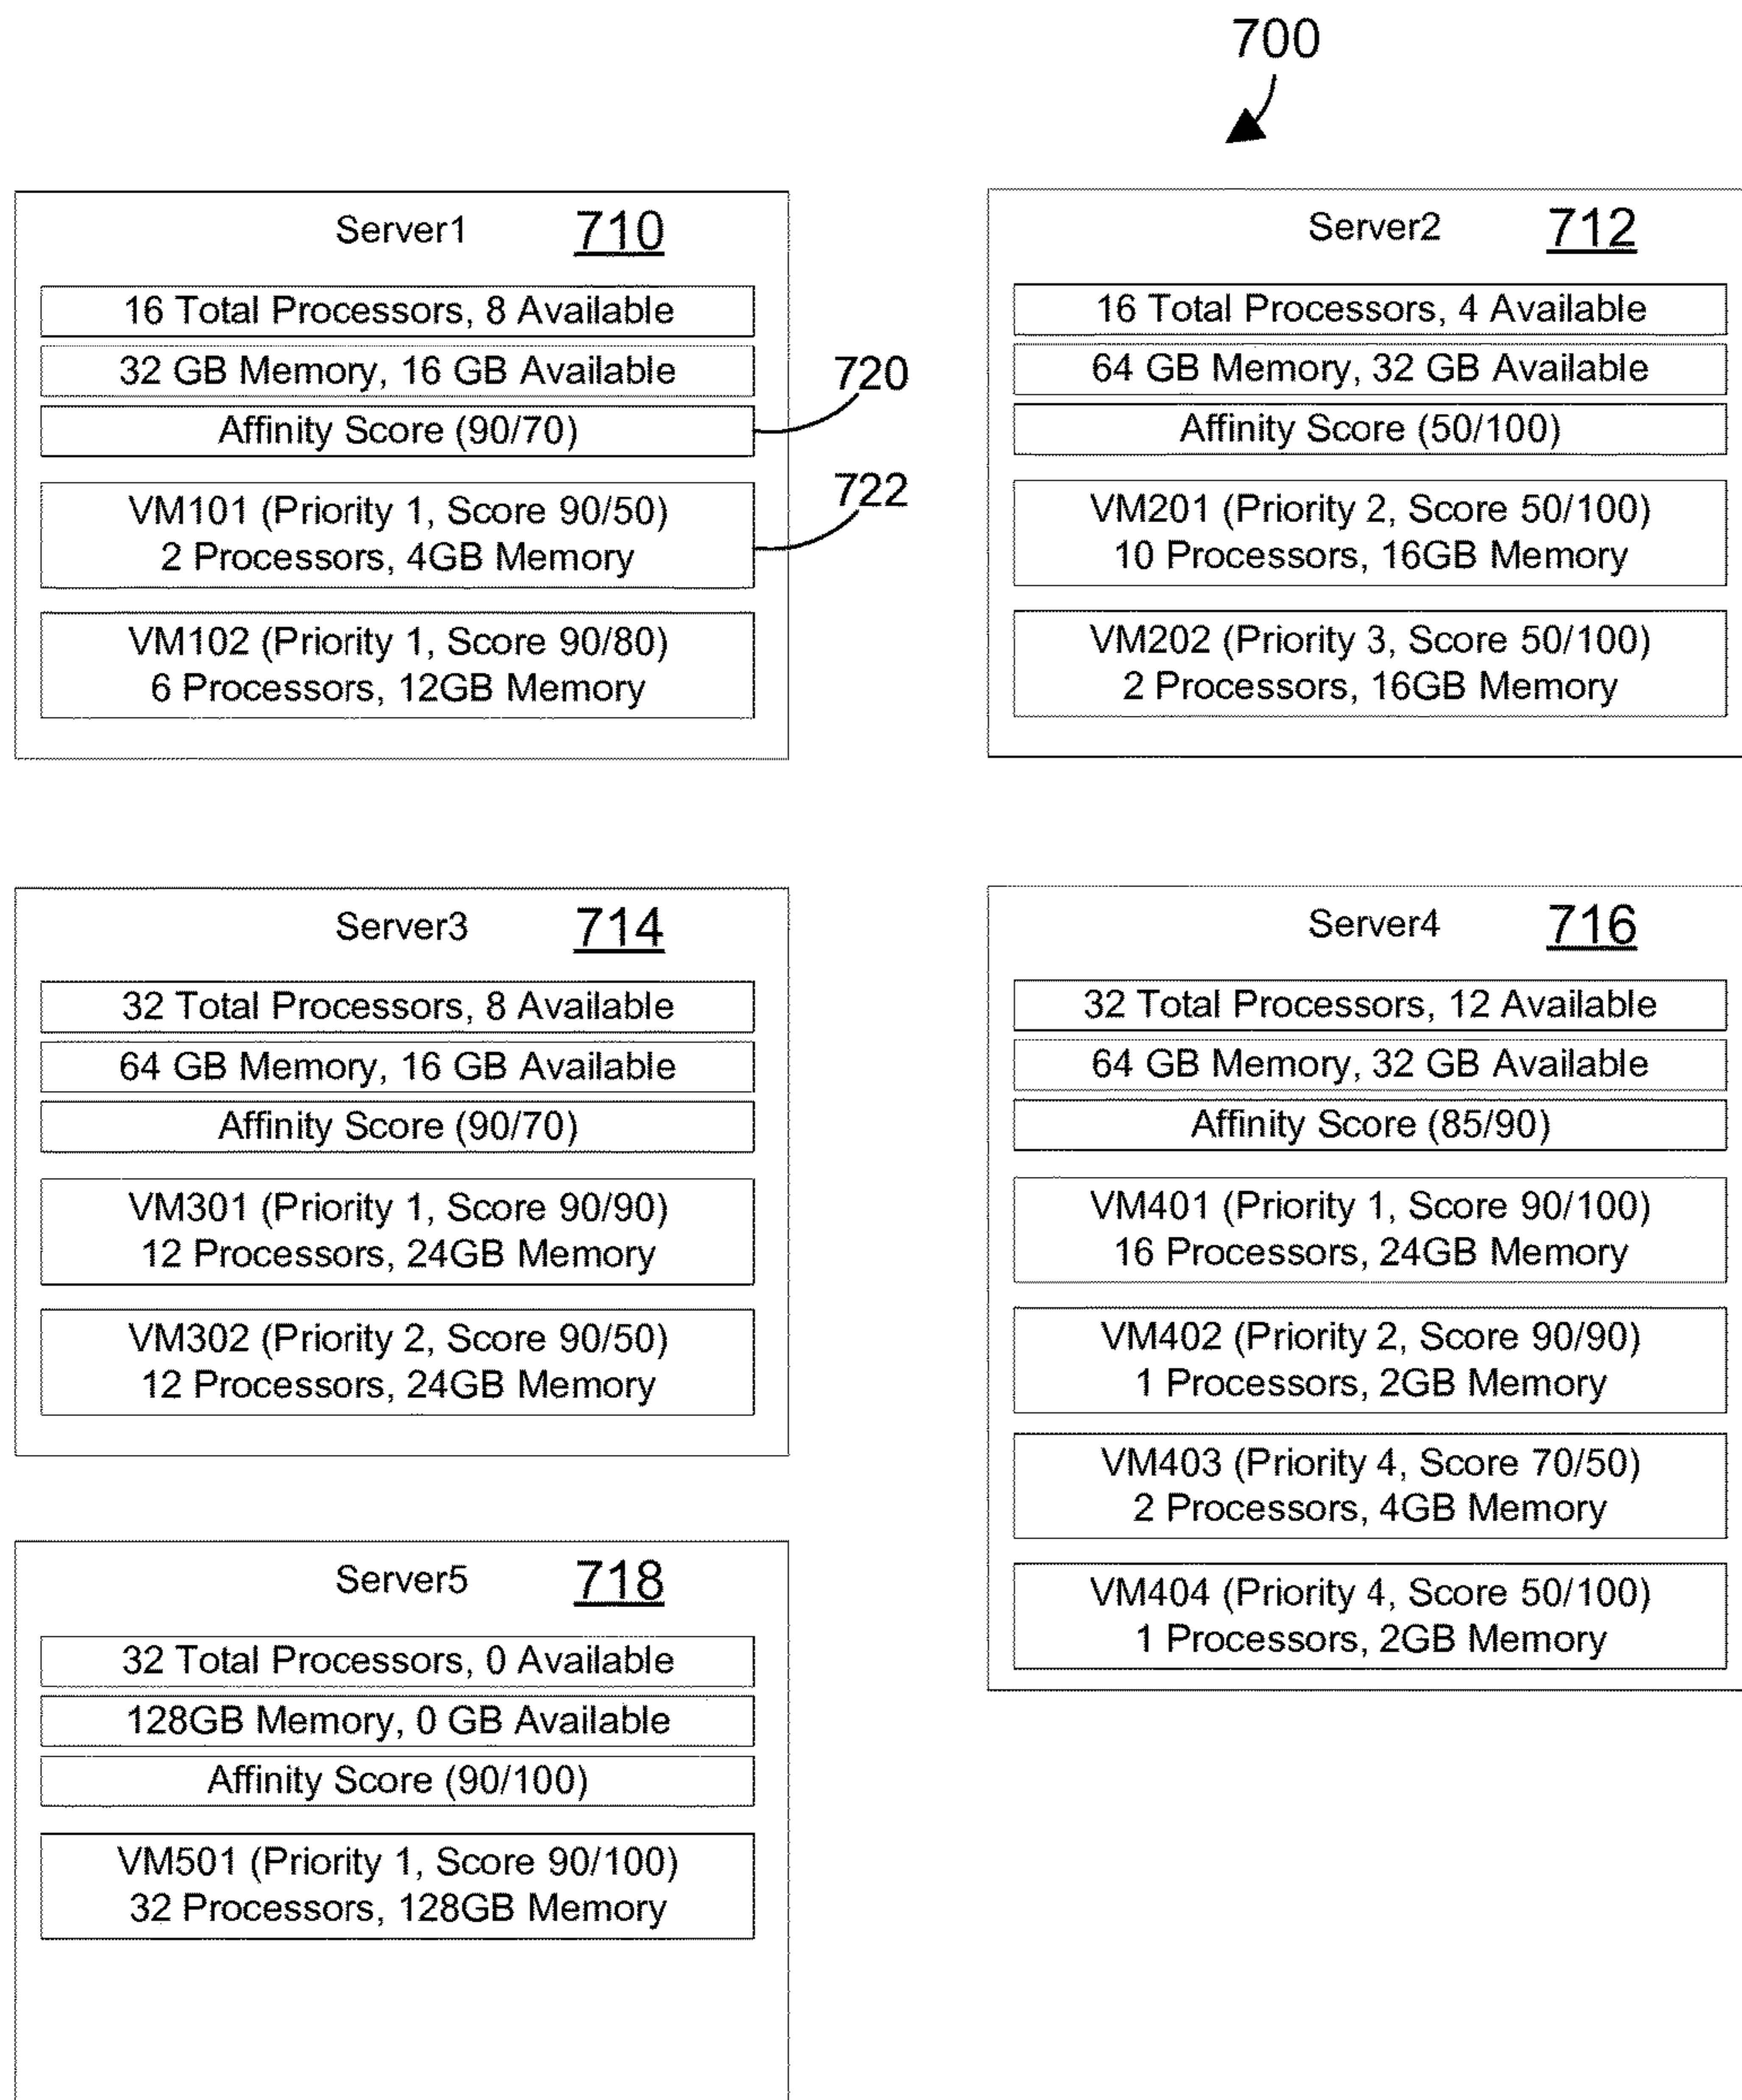 700
Server1 710
16 Total Processors, 8 Available
32 GB Memory, 16 GB Available
Affinity Score (90/70)
720
VM101 (Priority 1, Score 90/50)
2 Processors, 4GB Memory
722
VM102 (Priority 1, Score 90/80)
6 Processors, 12GB Memory
Server2 712
16 Total Processors, 4 Available
64 GB Memory, 32 GB Available
Affinity Score (50/100)
VM201 (Priority 2, Score 50/100)
10 Processors, 16GB Memory
VM202 (Priority 3, Score 50/100)
2 Processors, 16GB Memory
Server3 714
32 Total Processors, 8 Available
64 GB Memory, 16 GB Available
Affinity Score (90/70)
VM301 (Priority 1, Score 90/90)
12 Processors, 24GB Memory
VM302 (Priority 2, Score 90/50)
12 Processors, 24GB Memory
Server4 716
32 Total Processors, 12 Available
64 GB Memory, 32 GB Available
Affinity Score (85/90)
VM401 (Priority 1, Score 90/100)
16 Processors, 24GB Memory
VM402 (Priority 2, Score 90/90)
1 Processors, 2GB Memory
VM403 (Priority 4, Score 70/50)
2 Processors, 4GB Memory
VM404 (Priority 4, Score 50/100)
1 Processors, 2GB Memory
Server5 718
32 Total Processors, 0 Available
128GB Memory, 0 GB Available
Affinity Score (90/100)
VM501 (Priority 1, Score 90/100)
32 Processors, 128GB Memory